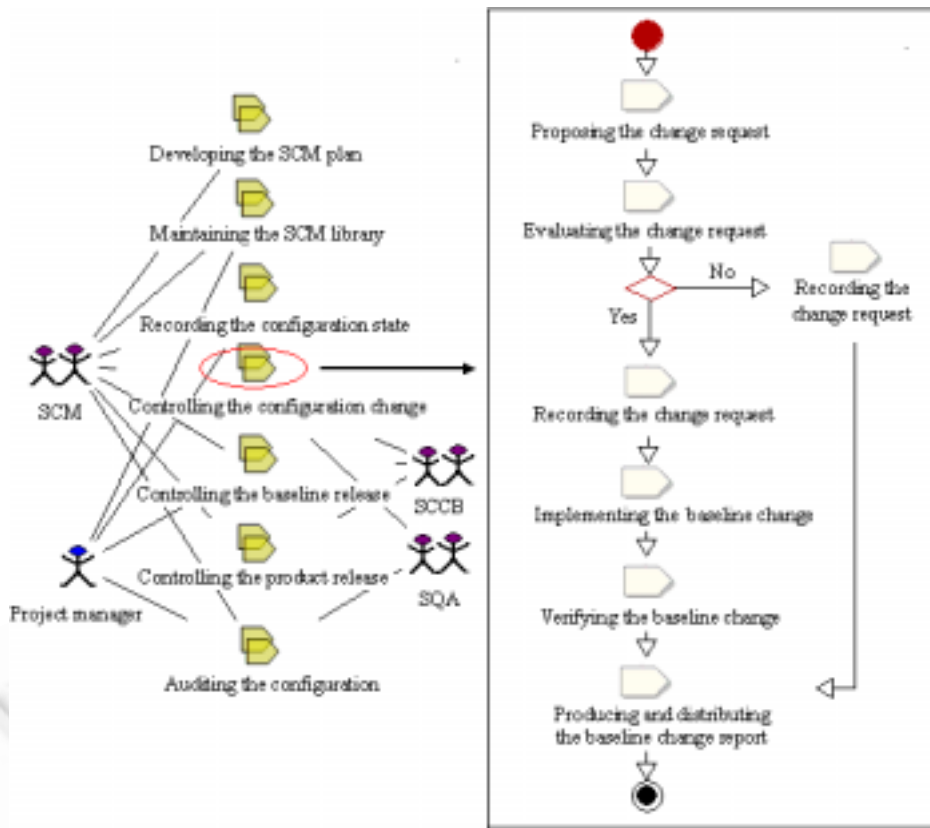 Developing the SCM plan
Maintaining the SCM library
Recording the configuration state
SCM
Controlling the configuration change
Controlling the baseline release
SCCB
Controlling the product release
SQA
Project manager
Auditing the configuration
Proposing the change request
Evaluating the change request
No
Recording the
change request
Yes
Recording the change request
Implementing the baseline change
Verifying the baseline change
Producing and distributing
the baseline change report